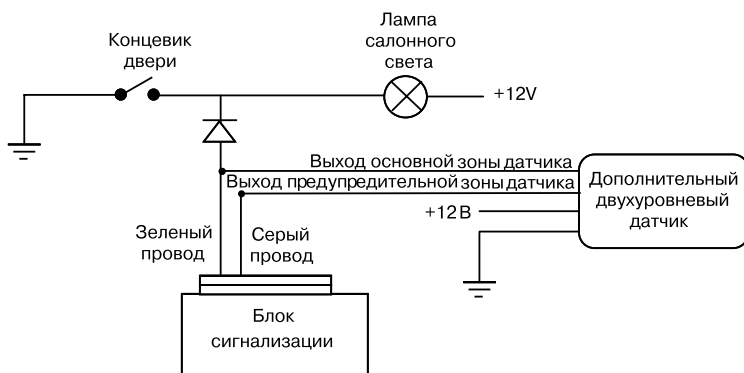 Концевик
двери
Лампа
салонного
света
+12V
Выход основной зоны датчика
Выход предупредительной зоны датчика
+12В
Дополнительный
двухуровневый
датчик
Зеленый
провод
Серый
провод
Блок
сигнализации